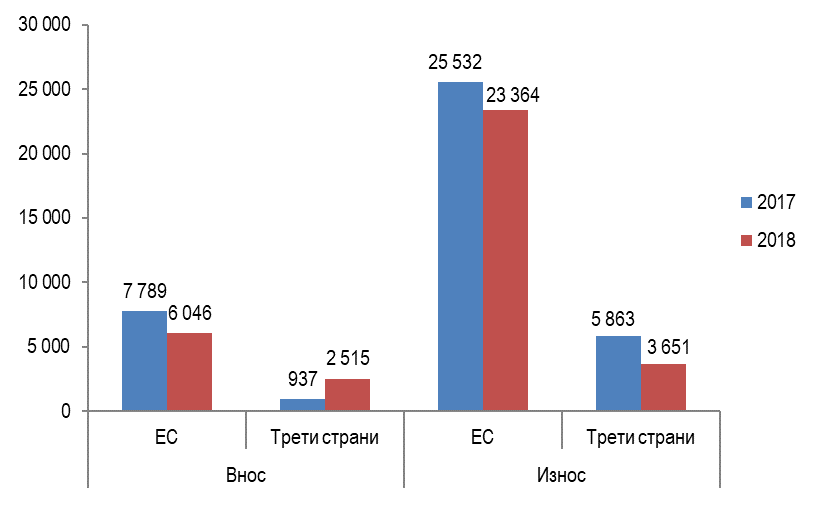 30 000
25 000
20 000
15 000
10 000
5 000
0
7 789
6 046
937
2 515
25 532
23 364
5 863
3 651
ЕС
Трети страни
ЕС
Трети страни
Внос
Износ
2017
2018